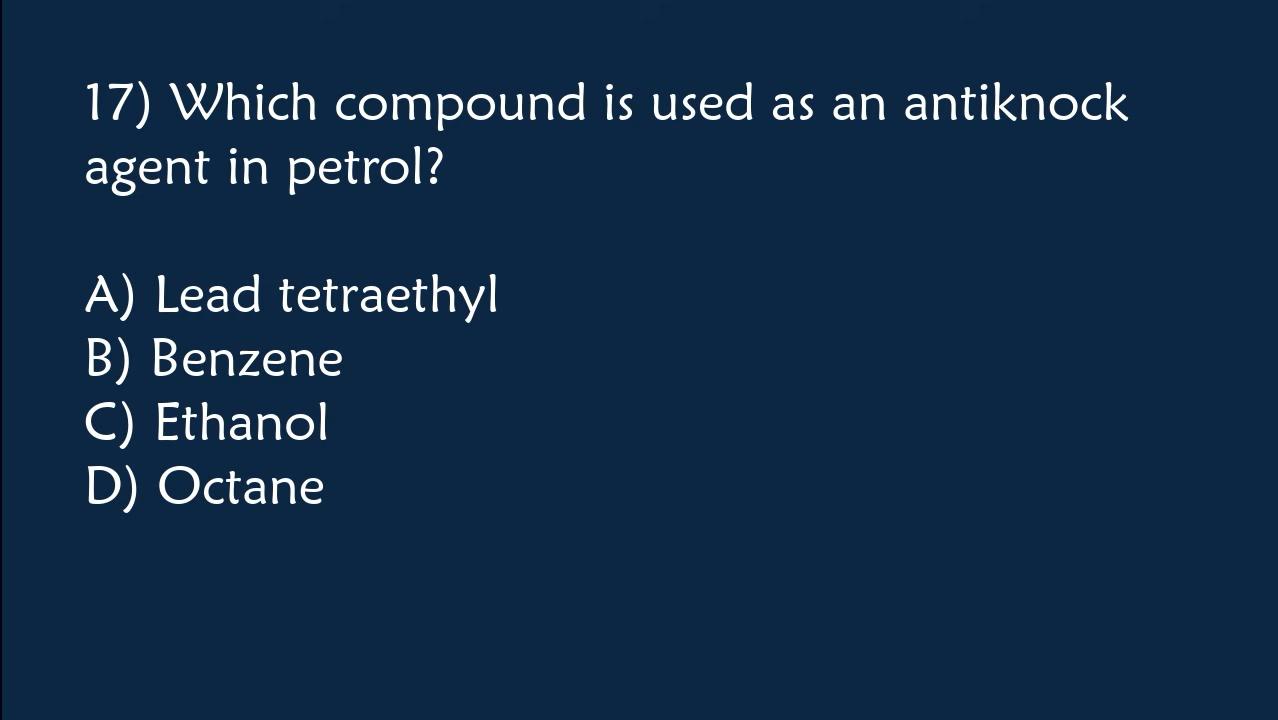 17) Which compound is used as an antiknock
agent in petrol?
A) Lead tetraethyl
B) Benzene
C) Ethanol
D) Octane